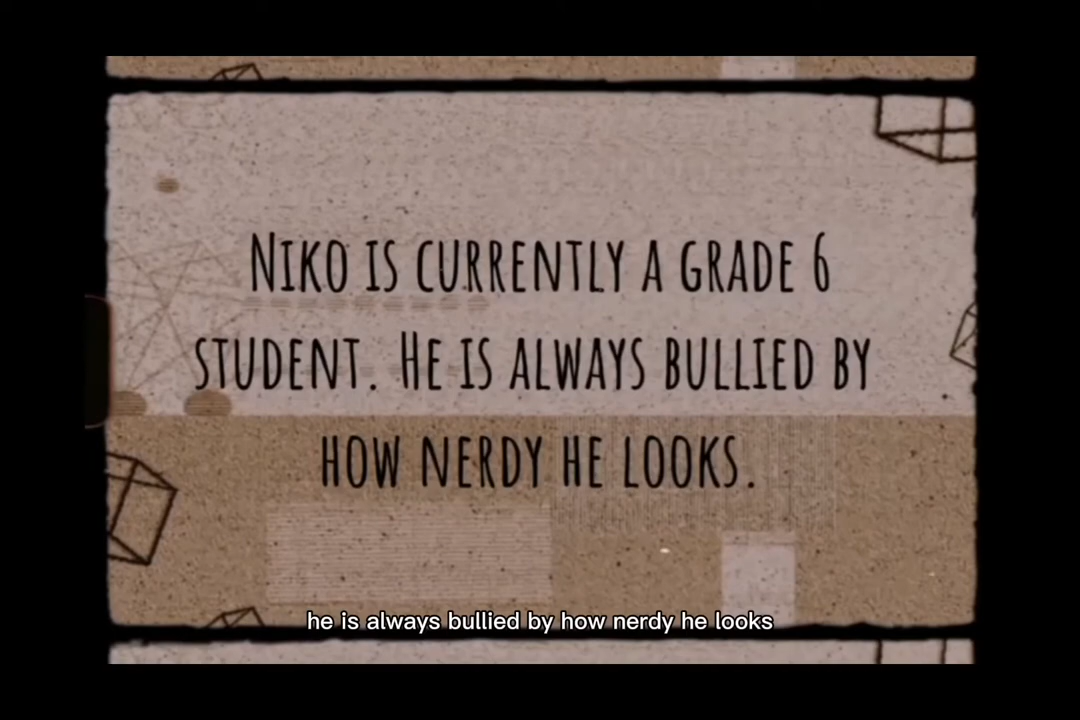 Niko is currently a grade 6
student. He is always bullied by
how nerdy he looks.
he is always bullied by how nerdy he looks